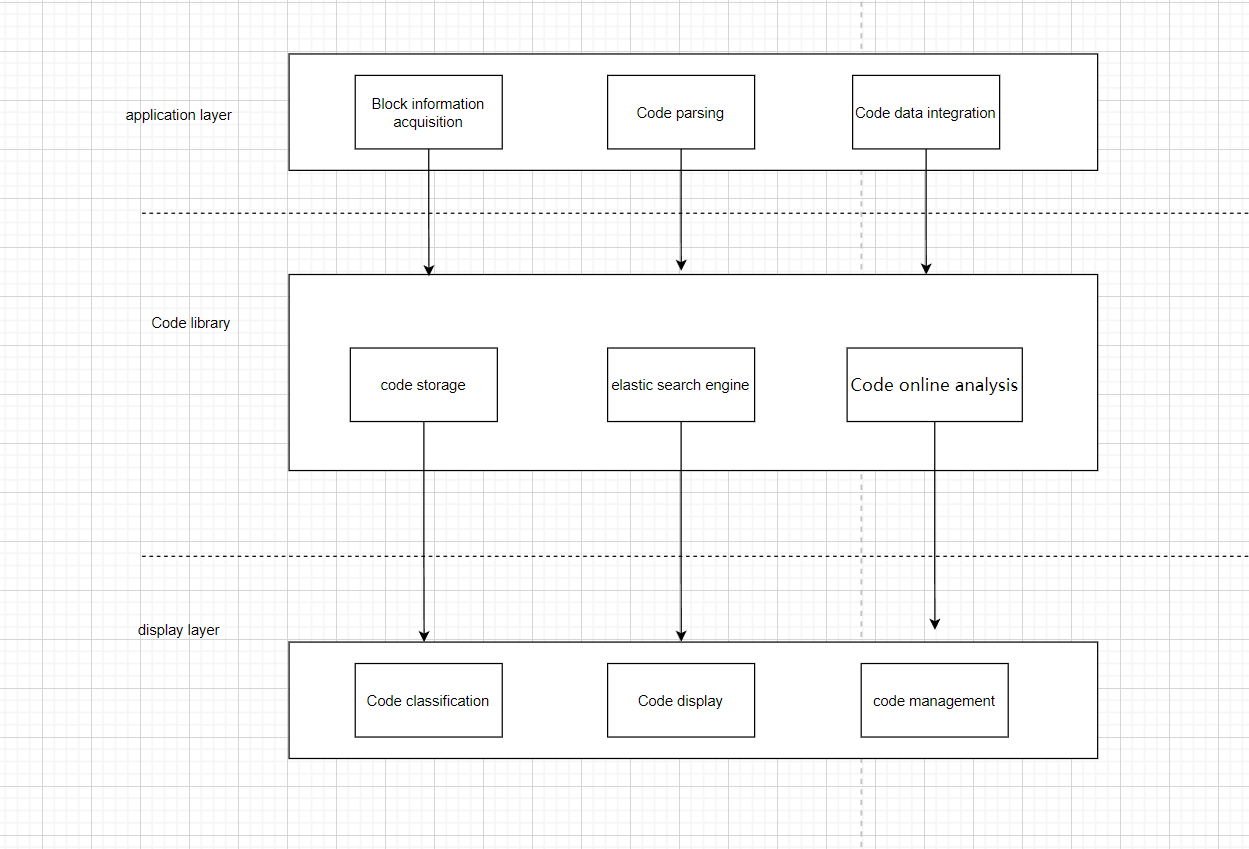 application layer
Block information
acquisition
Code parsing
Code data integration
Code library
code storage
elastic search engine
Code online analysis
display layer
Code classification
Code display
code management